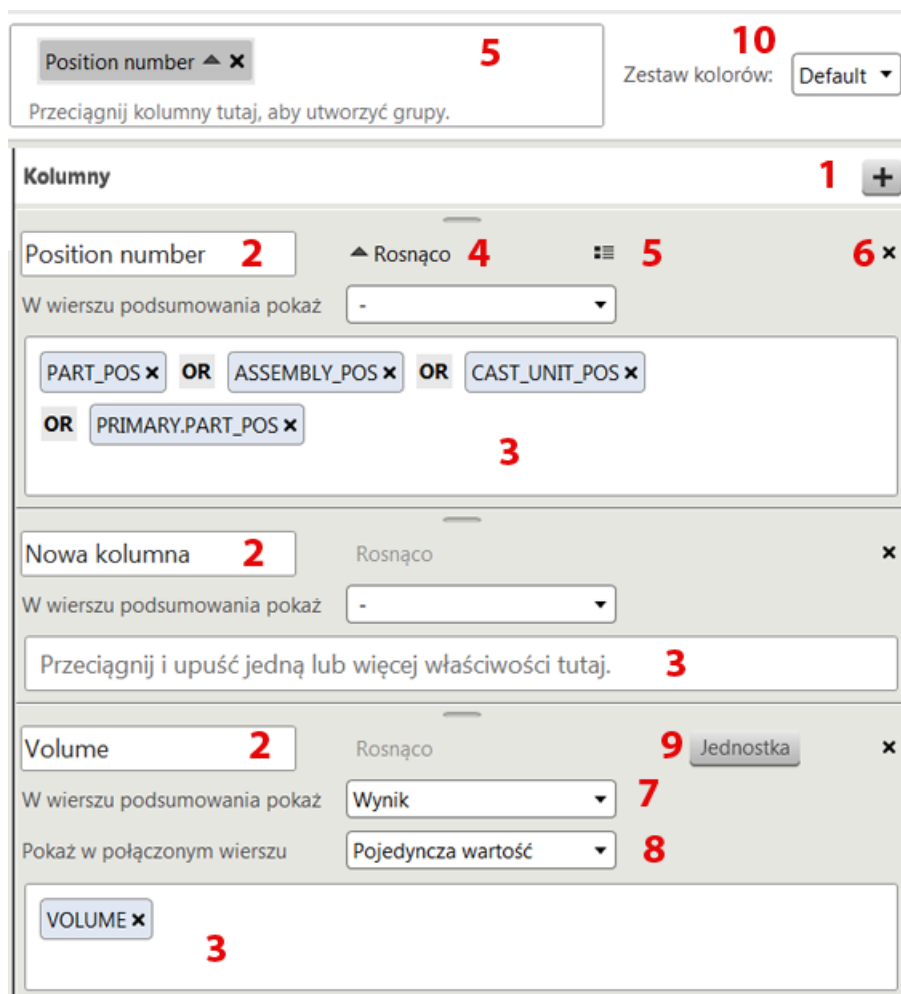 Position number 5
Przeciągnij kolumny tutaj, aby utworzyć grupy.
10
Zestaw kolorów: Default
Kolumny 1 +
Position number 2 Rosnąco 4 5 6
W wierszu podsumowania pokaż -
PART_POS OR ASSEMBLY_POS OR CAST_UNIT_POS
OR PRIMARY.PART_POS
3
Nowa kolumna 2 Rosnąco
W wierszu podsumowania pokaż -
Przeciągnij i upuść jedną lub więcej właściwości tutaj. 3
Volume 2 Rosnąco 9 Jednostka
W wierszu podsumowania pokaż Wynik 7
Pokaż w połączonym wierszu Pojedyncza wartość 8
VOLUME
3